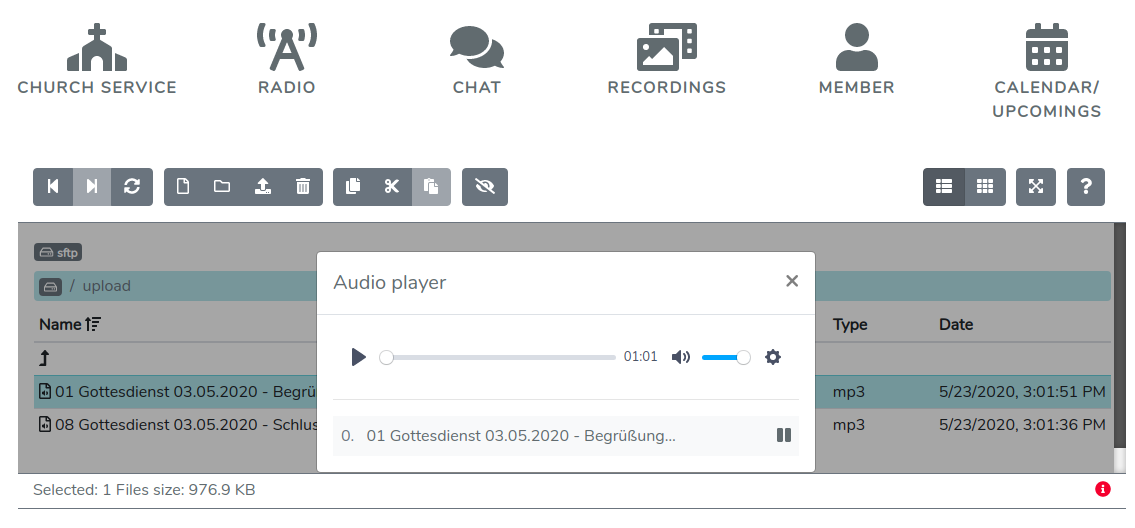 CHURCH SERVICE
RADIO
CHAT
RECORDINGS
MEMBER
CALENDAR/
UPCOMINGS
?
sftp
/ upload
Audio player
Name
Type
Date
01:01
01 Gottesdienst 03.05.2020 - Begrü
mp3
5/23/2020, 3:01:51 PM
08 Gottesdienst 03.05.2020 - Schlus
mp3
5/23/2020, 3:01:36 PM
0. 01 Gottesdienst 03.05.2020 - Begrüßung...
Selected: 1 Files size: 976.9 KB